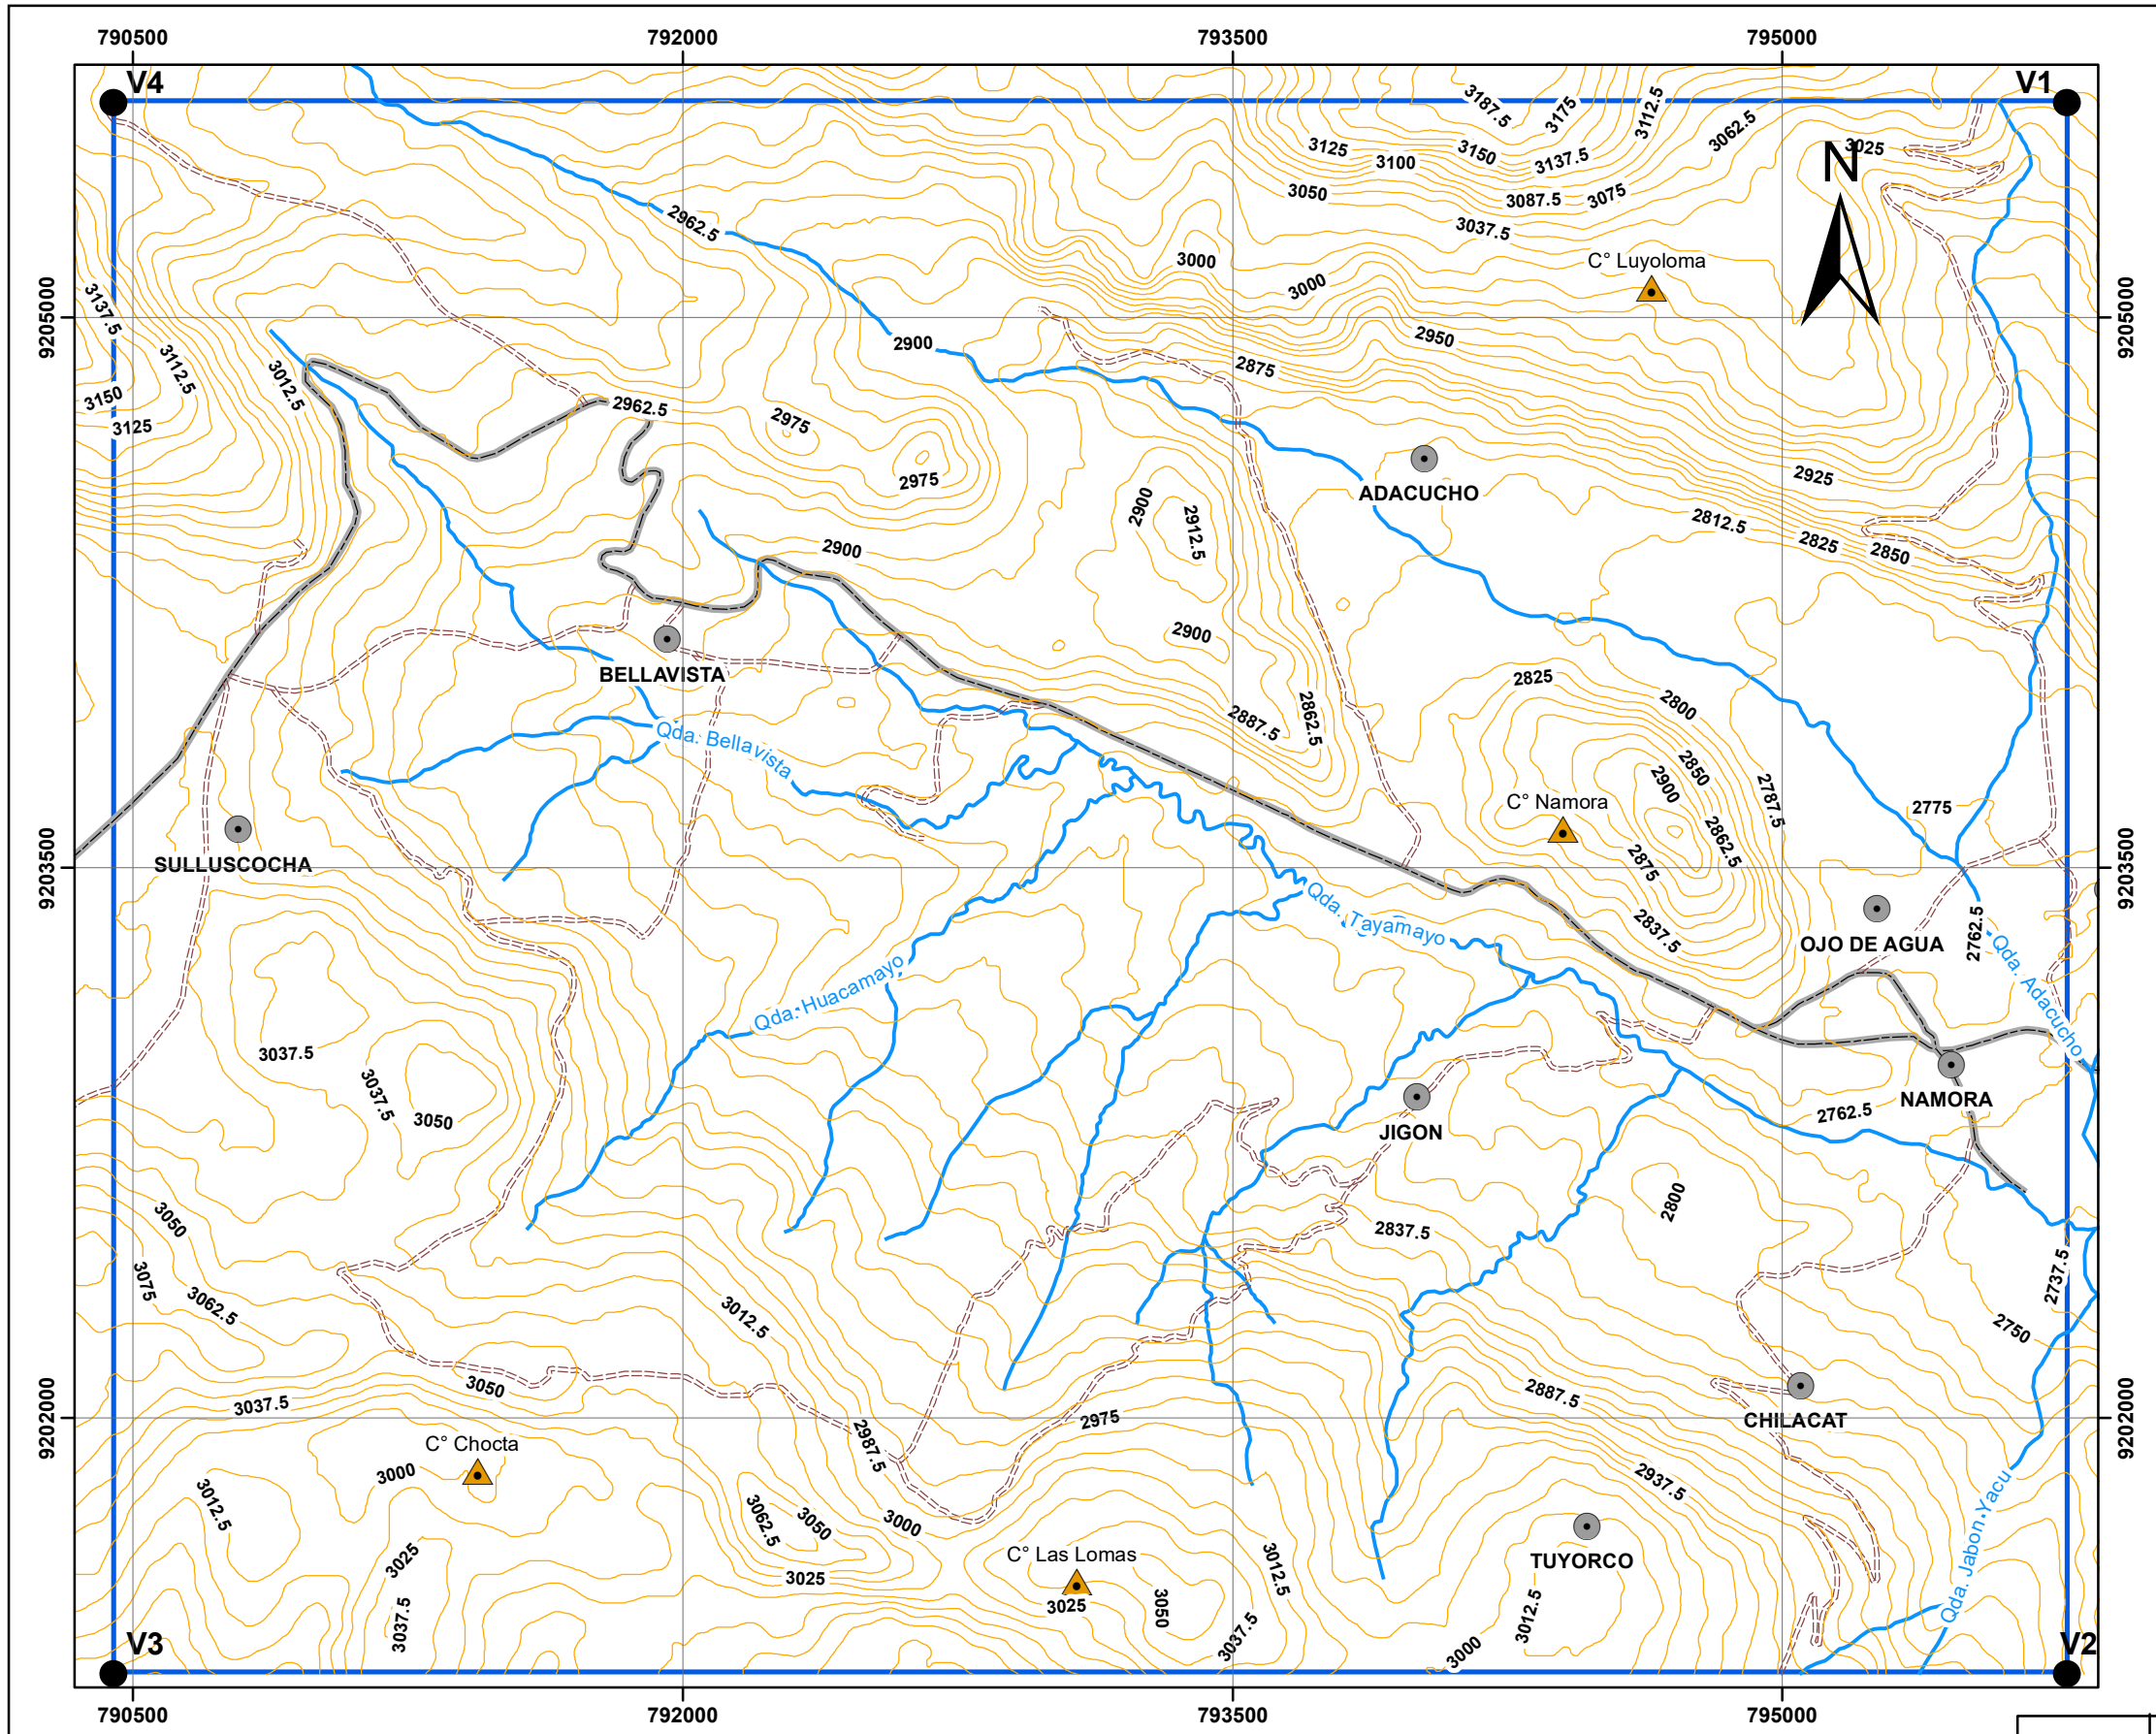 790500 792000 793500 795000
V4 V1
3187.5 3175 3112.5
3062.5
3125 3100 3150 3137.5 3025
N
3050 3087.5 3075
2962.5 3037.5
3000 C° Luyoloma
3000
9205000 3137.5 2900 2950 9205000
3112.5 3012.5 2875
3150 2962.5 2975
3125
2975 2925
ADACUCHO
2900 2912.5 2812.5
2900 2825 2850
2900
BELLAVISTA 2825
2887.5 2862.5 2800
Qda. Bellavista
2850 2900 2787.5
C° Namora 2775
2862.5
SULLUSCOCHA 2875
9203500 9203500
Qda. Tayamayo
2837.5 OJO DE AGUA 2762.5
Qda. Huacamayo Qda. Adacucho
3037.5
3037.5 3050
NAMORA
JIGON 2762.5
3050 2800
2837.5
3075 3062.5 2737.5
3012.5 2750
3050 2887.5
3037.5 2975
9202000 CHILACAT 9202000
C° Chocta 2987.5
3000 2937.5
3012.5 3062.5 3050 3000
Qda. Jabon Yacu
3025 C° Las Lomas 3012.5 TUYORCO
3025 3025 3050
3037.5 3037.5 3012.5
3000
V3 V2
790500 792000 793500 795000